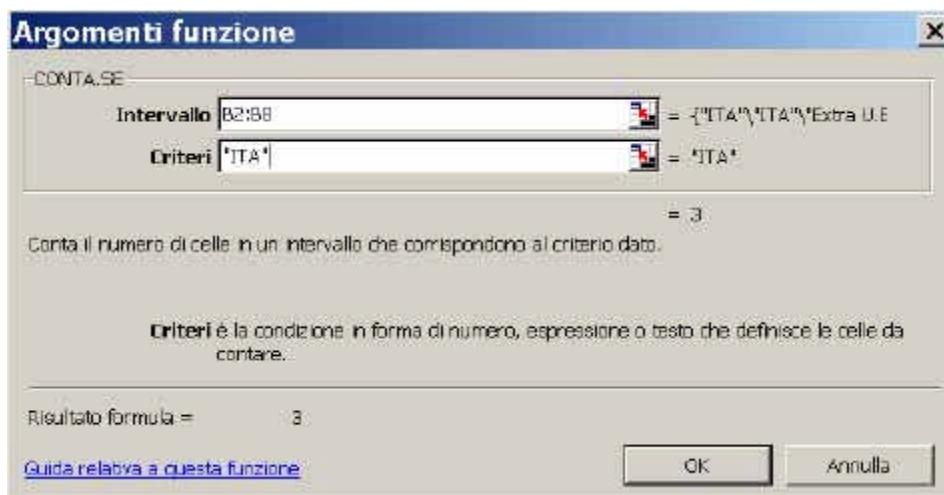 Argomenti funzione
CONTA.SE
Intervallo B2:B8 = {"ITA"\"ITA"\"Extra U.E
Criteri "ITA" = "ITA"
= 3
Conta il numero di celle in un intervallo che corrispondono al criterio dato.
Criteri è la condizione in forma di numero, espressione o testo che definisce le celle da
contare.
Risultato formula = 3
Guida relativa a questa funzione
OK Annulla